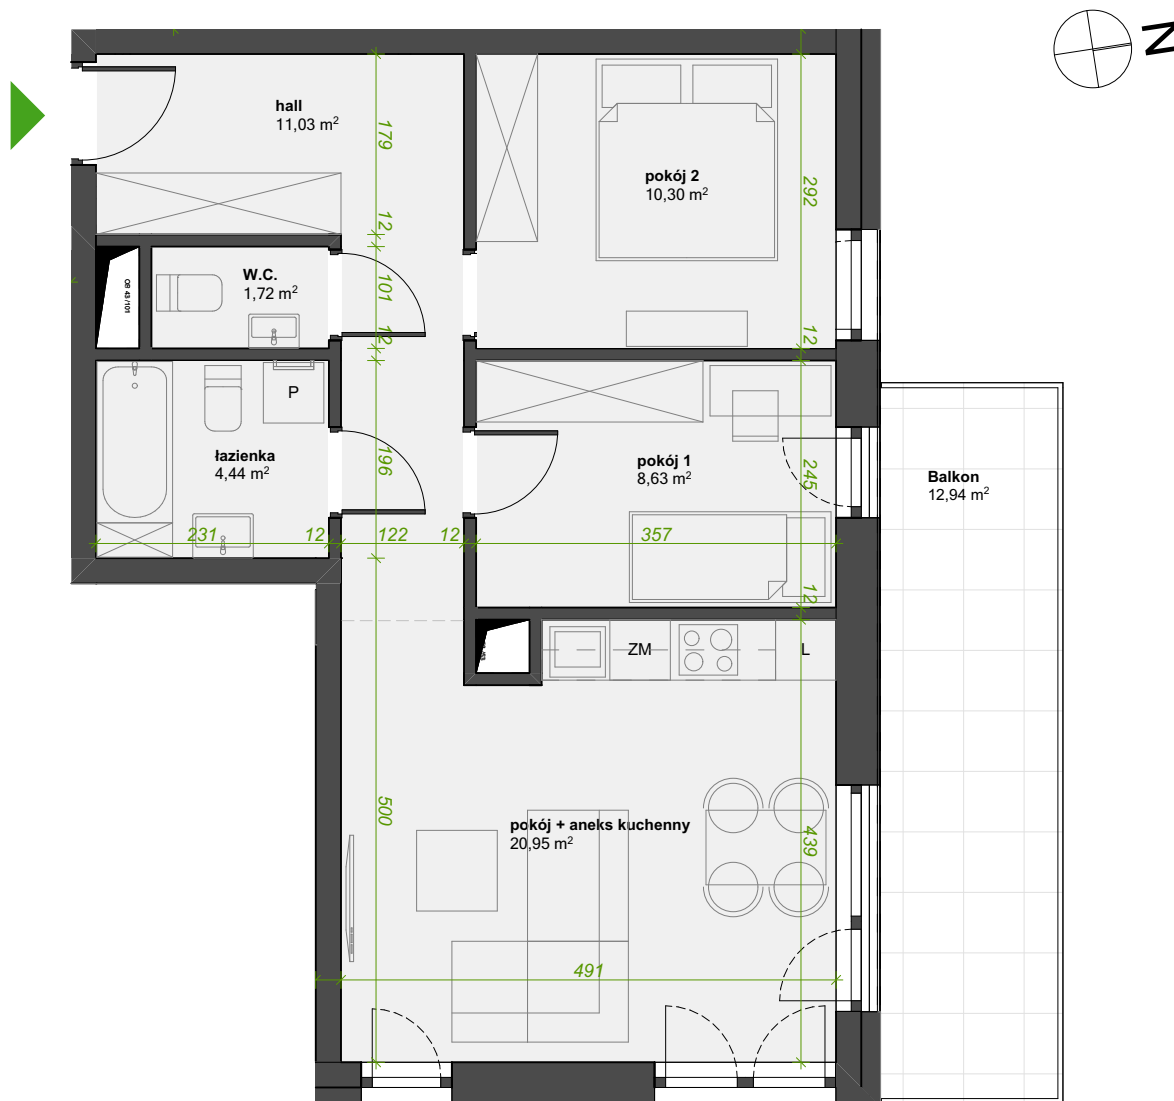 N
hall
11,03 m²
179
12
pokój 2
10,30 m²
292
12
W.C.
1,72 m²
101
12
P
łazienka
4,44 m²
196
pokój 1
8,63 m²
245
12
Balkon
12,94 m²
231
12
122
12
357
ZM
L
500
pokój + aneks kuchenny
20,95 m²
439
491